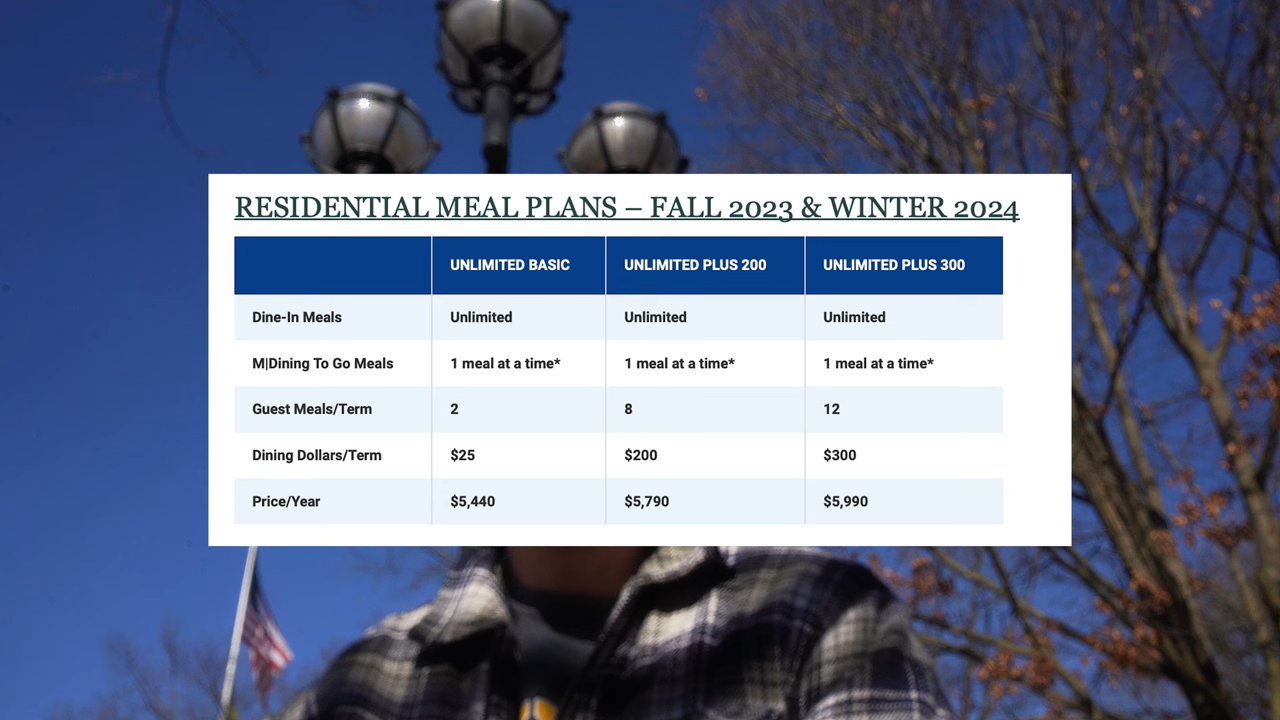 RESIDENTIAL MEAL PLANS – FALL 2023 & WINTER 2024
UNLIMITED BASIC UNLIMITED PLUS 200 UNLIMITED PLUS 300
Dine-In Meals Unlimited Unlimited Unlimited
M|Dining To Go Meals 1 meal at a time* 1 meal at a time* 1 meal at a time*
Guest Meals/Term 2 8 12
Dining Dollars/Term $25 $200 $300
Price/Year $5,440 $5,790 $5,990